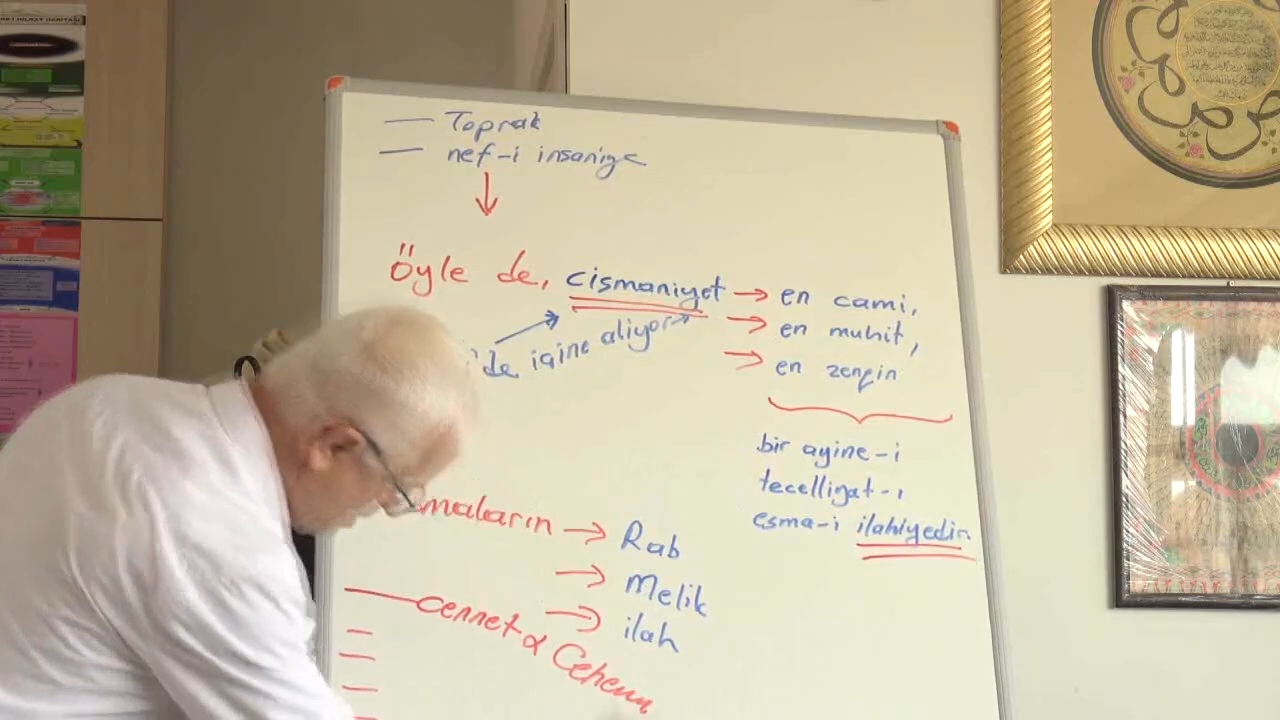 — Toprak
— nef-i insaniye
Öyle de, cismaniyet → en cami,
→ en muhit,
→ en zengin
de içine alıyor
bir ayine-i
tecelliyat-ı
esma-i ilahiyedir.
maların → Rab
→ Melik
→ ilah
Cennet α Cehenn